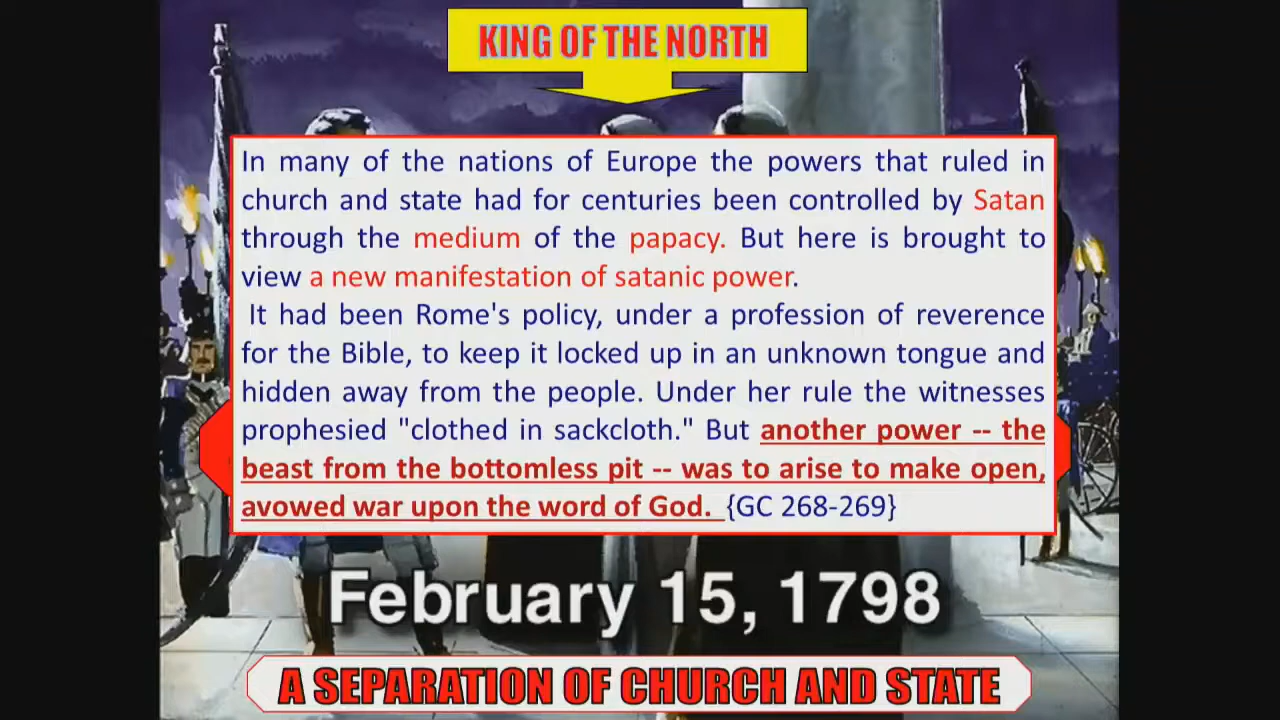 KING OF THE NORTH
In many of the nations of Europe the powers that ruled in
church and state had for centuries been controlled by Satan
through the medium of the papacy. But here is brought to
view a new manifestation of satanic power.
It had been Rome's policy, under a profession of reverence
for the Bible, to keep it locked up in an unknown tongue and
hidden away from the people. Under her rule the witnesses
prophesied "clothed in sackcloth." But another power -- the
beast from the bottomless pit -- was to arise to make open,
avowed war upon the word of God. {GC 268-269}
February 15, 1798
A SEPARATION OF CHURCH AND STATE